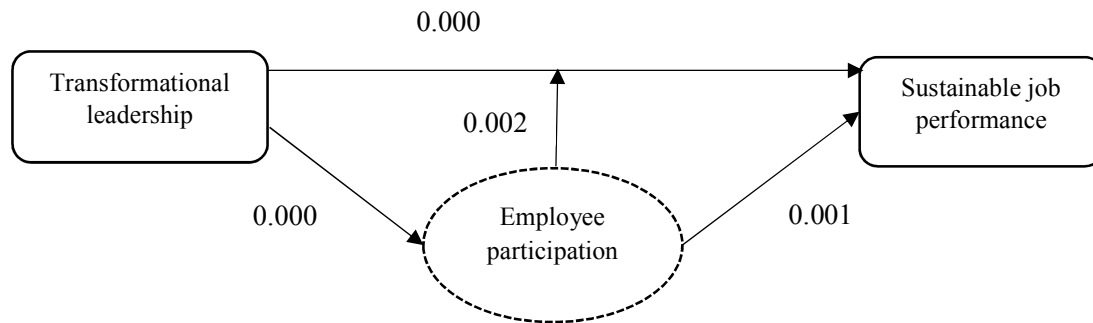 0.000
Transformational
leadership
Sustainable job
performance
0.002
0.000
Employee
participation
0.001